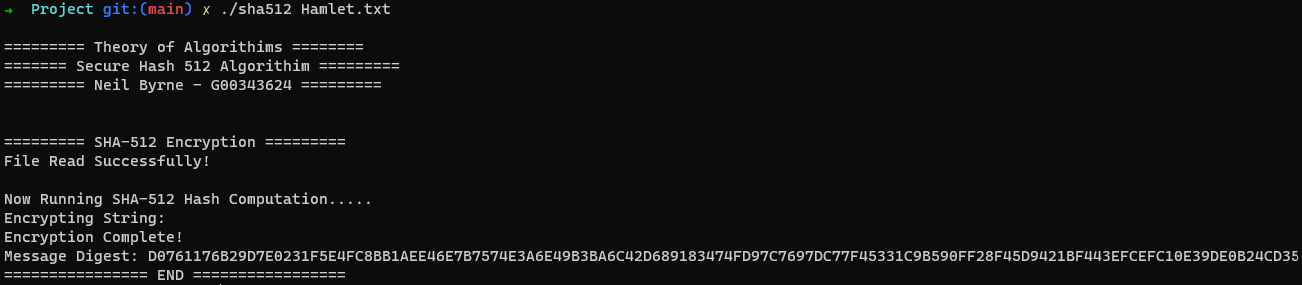 → Project git:(main) ✗ ./sha512 Hamlet.txt
========= Theory of Algorithims ========
======= Secure Hash 512 Algorithim =========
========= Neil Byrne - G00343624 =========
========= SHA-512 Encryption =========
File Read Successfully!
Now Running SHA-512 Hash Computation.....
Encrypting String:
Encryption Complete!
Message Digest: D0761176B29D7E0231F5E4FC8BB1AEE46E7B7574E3A6E49B3BA6C42D689183474FD97C7697DC77F45331C9B590FF28F45D9421BF443EFCEFC10E39DE0B24CD35
================ END =================